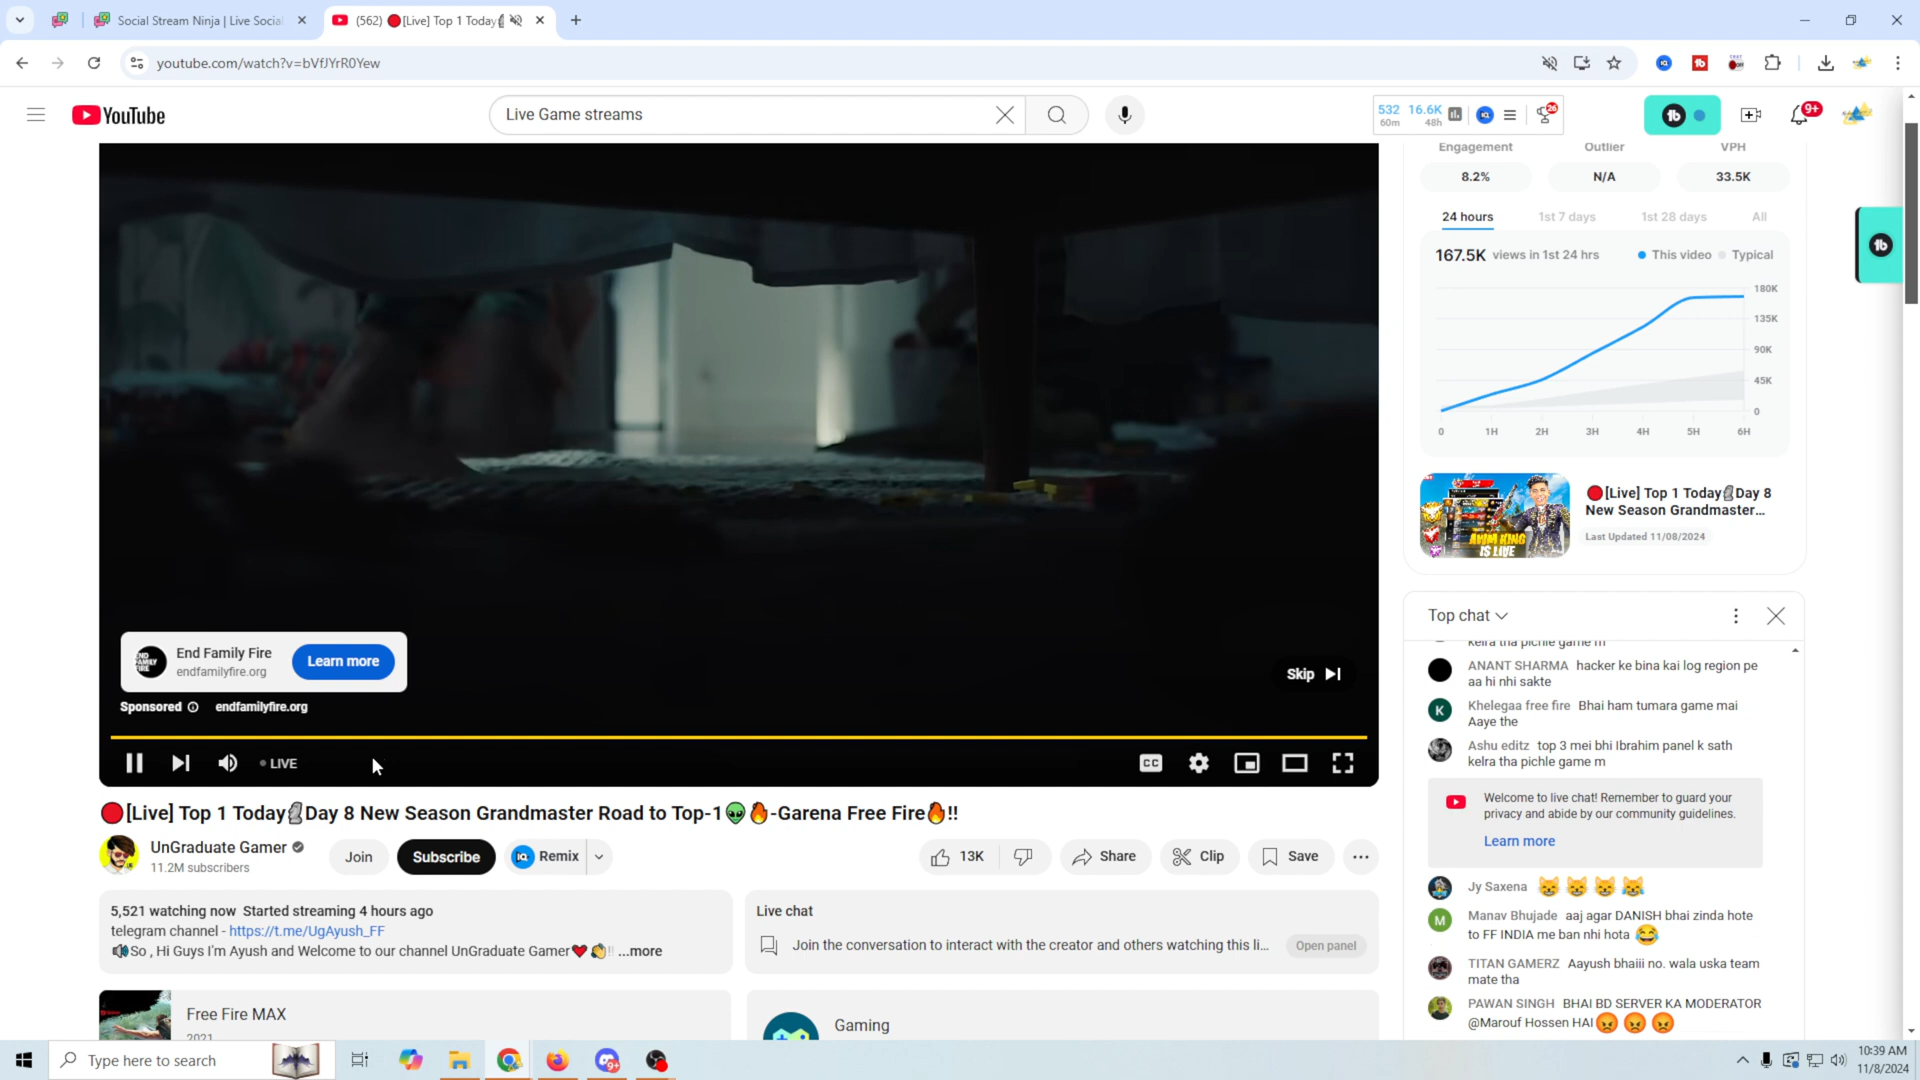 Social Stream Ninja | Live Social
(562) 🔴[Live] Top 1 Today🗿
youtube.com/watch?v=bVfJYrR0Yew
YouTube
Live Game streams
532 16.6K
60m 48h
26
9+
Engagement Outlier VPH
8.2% N/A 33.5K
24 hours 1st 7 days 1st 28 days All
167.5K views in 1st 24 hrs This video Typical
180K
135K
90K
45K
0
0 1H 2H 3H 4H 5H 6H
🔴[Live] Top 1 Today🗿Day 8
New Season Grandmaster...
Last Updated 11/08/2024
AWM KING
IS LIVE
End Family Fire
endfamilyfire.org
Learn more
Sponsored endfamilyfire.org
Skip
LIVE
CC
🔴[Live] Top 1 Today🗿Day 8 New Season Grandmaster Road to Top-1👽🔥-Garena Free Fire🔥!!
UnGraduate Gamer
11.2M subscribers
Join
Subscribe
Remix
13K
Share
Clip
Save
5,521 watching now Started streaming 4 hours ago
telegram channel - https://t.me/UgAyush_FF
🔊So , Hi Guys I'm Ayush and Welcome to our channel UnGraduate Gamer❤️👏!! ...more
Live chat
Join the conversation to interact with the creator and others watching this li...
Open panel
Free Fire MAX
2021
Gaming
Top chat
kelra tha pichle game m
ANANT SHARMA hacker ke bina kai log region pe
aa hi nhi sakte
K
Khelegaa free fire Bhai ham tumara game mai
Aaye the
Ashu editz top 3 mei bhi Ibrahim panel k sath
kelra tha pichle game m
Welcome to live chat! Remember to guard your
privacy and abide by our community guidelines.
Learn more
Jy Saxena 😸😸😸😹
M
Manav Bhujade aaj agar DANISH bhai zinda hote
to FF INDIA me ban nhi hota 😂
TITAN GAMERZ Aayush bhaiii no. wala uska team
mate tha
PAWAN SINGH BHAI BD SERVER KA MODERATOR
@Marouf Hossen HAI😡😡😡
Type here to search
9+
10:39 AM
11/8/2024